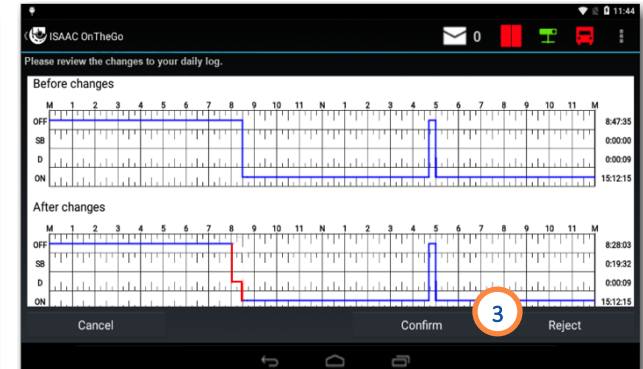 11:44
ISAAC OnTheGo
0
Please review the changes to your daily log.
Before changes
M 1 2 3 4 5 6 7 8 9 10 11 N 1 2 3 4 5 6 7 8 9 10 11 M
OFF 8:47:35
SB 0:00:00
D 0:00:09
ON 15:12:15
After changes
M 1 2 3 4 5 6 7 8 9 10 11 N 1 2 3 4 5 6 7 8 9 10 11 M
OFF 8:28:03
SB 0:19:32
D 0:00:09
ON 15:12:15
Cancel Confirm 3 Reject